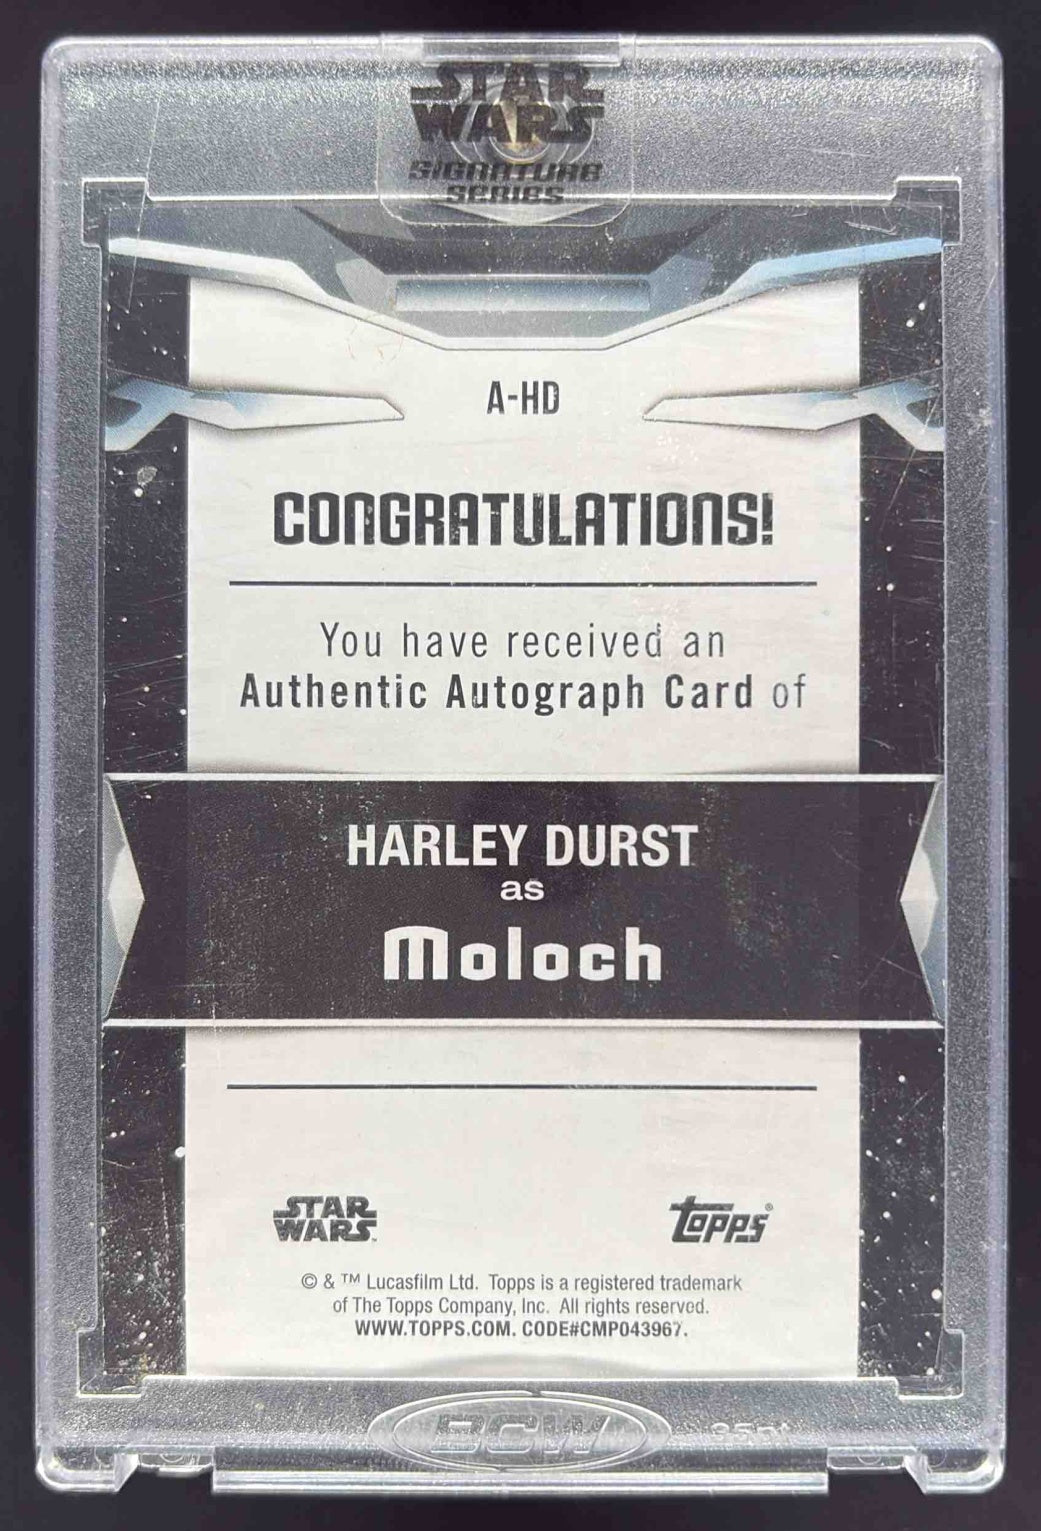 STAR
WARS
SIGNATURE
SERIES
A-HD
CONGRATULATIONS!
You have received an
Authentic Autograph Card of
HARLEY DURST
as
Moloch
STAR
WARS™
topps®
© & ™ Lucasfilm Ltd. Topps is a registered trademark
of The Topps Company, Inc. All rights reserved.
WWW.TOPPS.COM. CODE#CMP043967.
BCW
35pt